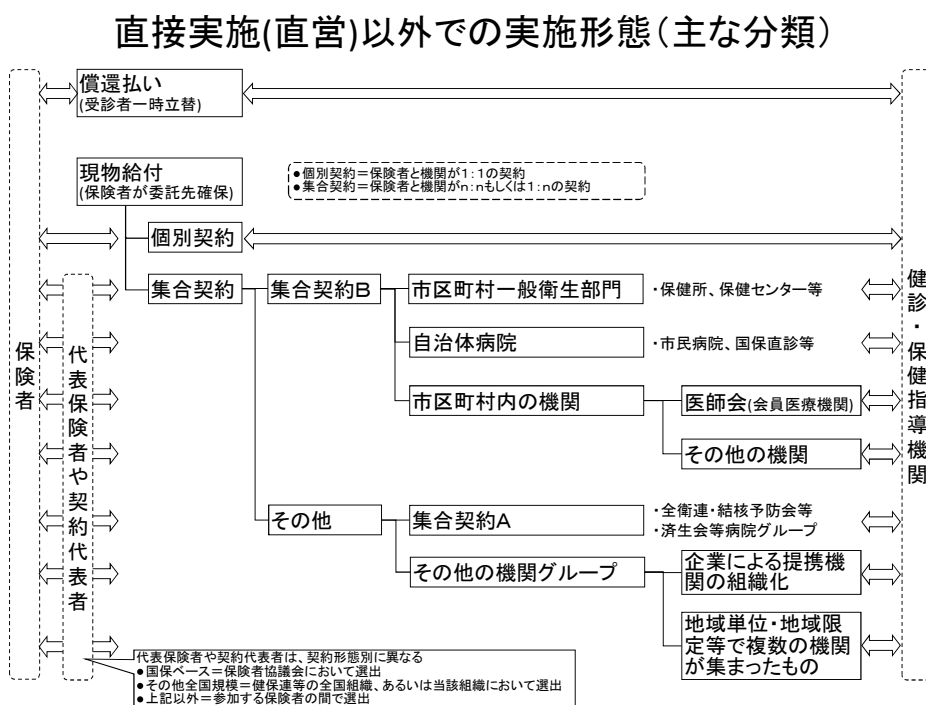 直接実施(直営)以外での実施形態(主な分類)
償還払い
(受診者一時立替)
現物給付
(保険者が委託先確保)
●個別契約=保険者と機関が1:1の契約
●集合契約=保険者と機関がn:nもしくは1:nの契約
個別契約
集合契約
集合契約B
市区町村一般衛生部門
・保健所、保健センター等
自治体病院
・市民病院、国保直診等
市区町村内の機関
医師会(会員医療機関)
その他の機関
その他
集合契約A
・全衛連・結核予防会等
・済生会等病院グループ
その他の機関グループ
企業による提携機
関の組織化
地域単位・地域限
定等で複数の機関
が集まったもの
保険者
代表保険者や契約代表者
健診・保健指導機関
代表保険者や契約代表者は、契約形態別に異なる
●国保ベース=保険者協議会において選出
●その他全国規模=健保連等の全国組織、あるいは当該組織において選出
●上記以外=参加する保険者の間で選出